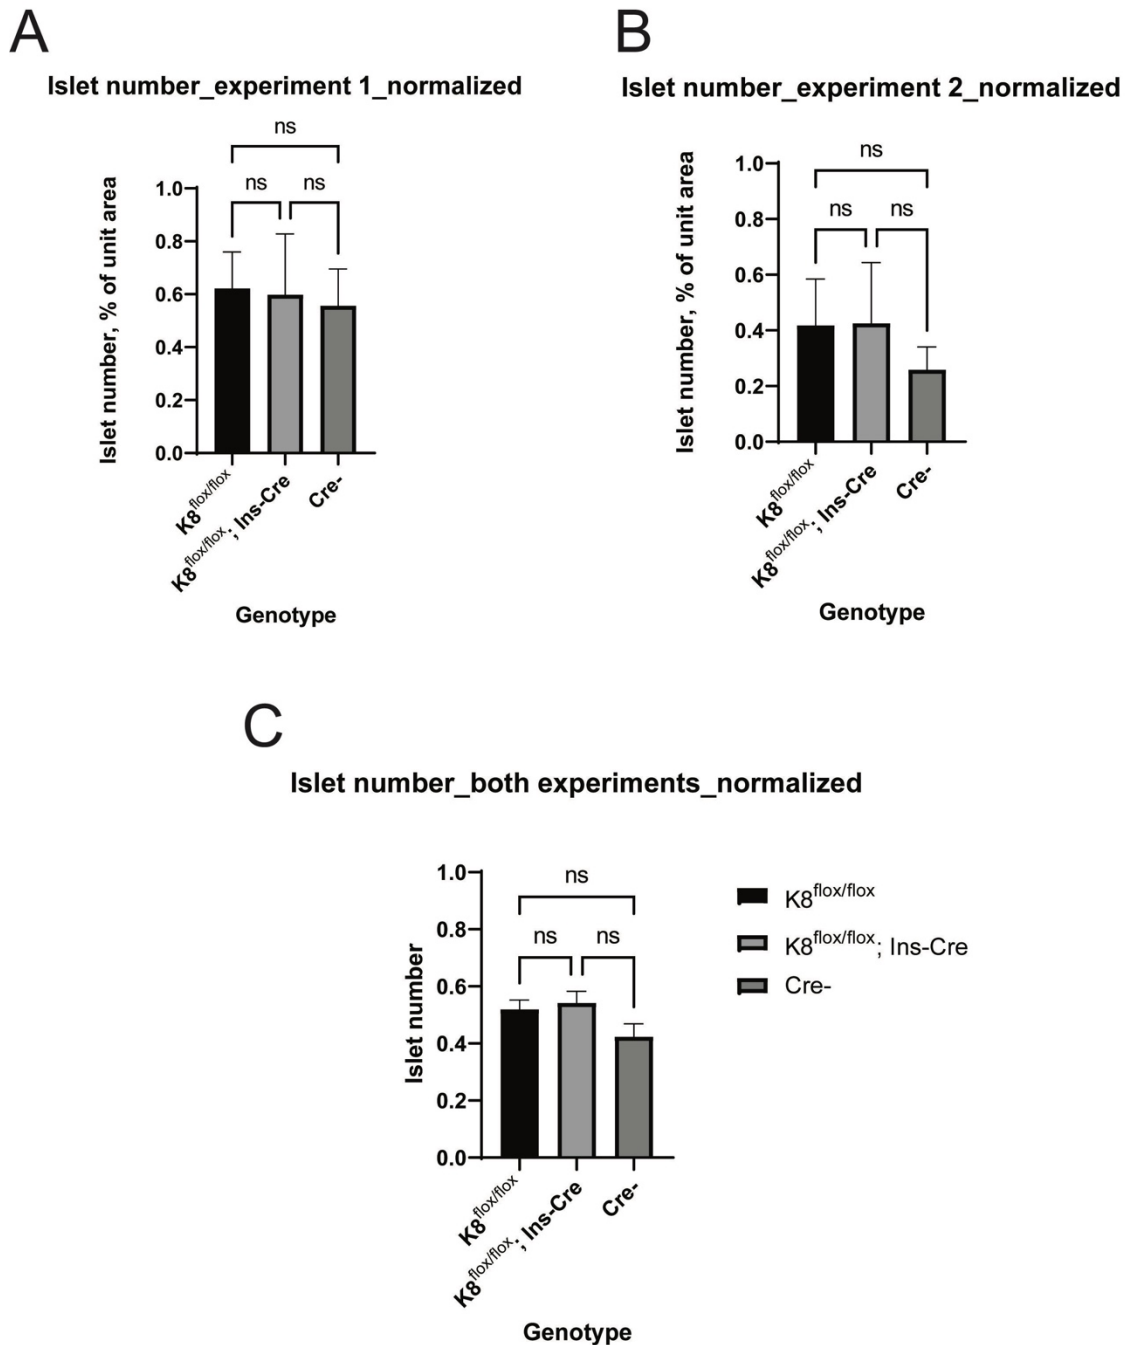 A
Islet number_experiment 1_normalized
ns
ns
ns
Islet number, % of unit area
1.0
0.8
0.6
0.4
0.2
0.0
K8flox/flox
K8flox/flox; Ins-Cre
Cre-
Genotype
B
Islet number_experiment 2_normalized
ns
ns
ns
Islet number, % of unit area
1.0
0.8
0.6
0.4
0.2
0.0
K8flox/flox
K8flox/flox; Ins-Cre
Cre-
Genotype
C
Islet number_both experiments_normalized
ns
ns
ns
Islet number
1.0
0.8
0.6
0.4
0.2
0.0
K8flox/flox
K8flox/flox; Ins-Cre
Cre-
Genotype
K8flox/flox
K8flox/flox; Ins-Cre
Cre-